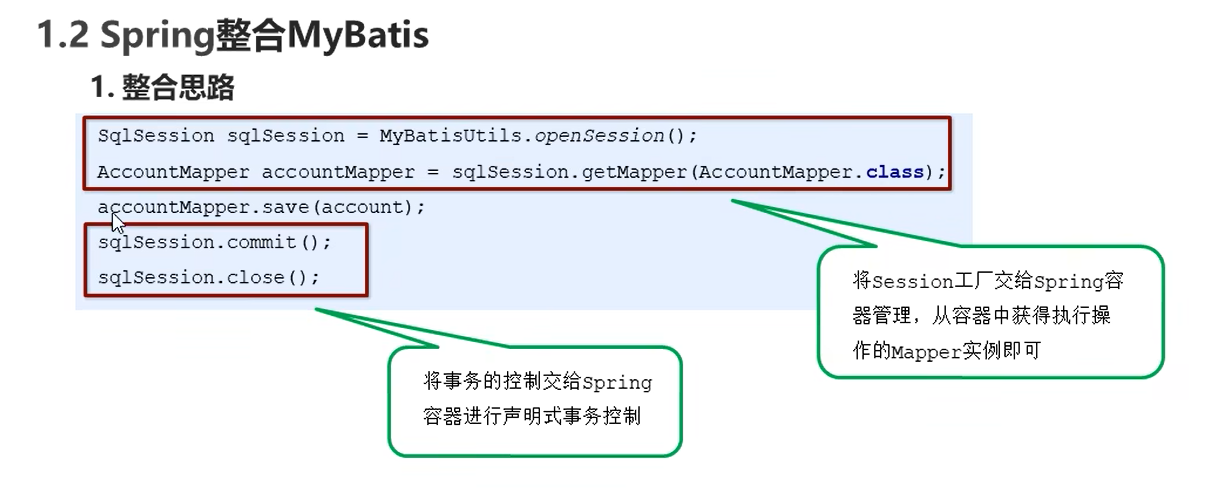 1.2 Spring整合MyBatis
1. 整合思路
SqlSession sqlSession = MyBatisUtils.openSession();
AccountMapper accountMapper = sqlSession.getMapper(AccountMapper.class);
accountMapper.save(account);
sqlSession.commit();
sqlSession.close();
将Session工厂交给Spring容
器管理，从容器中获得执行操
作的Mapper实例即可
将事务的控制交给Spring
容器进行声明式事务控制